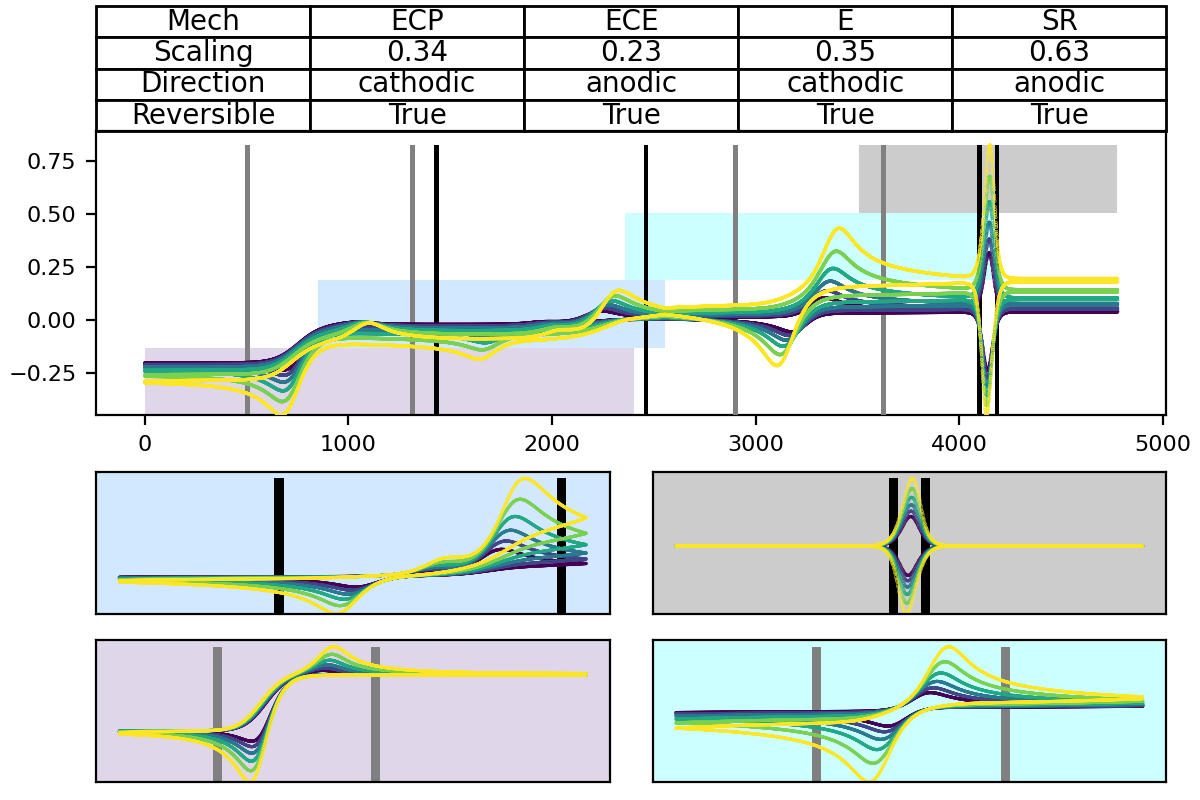 Mech ECP ECE E SR
Scaling 0.34 0.23 0.35 0.63
Direction cathodic anodic cathodic anodic
Reversible True True True True
0.75
0.50
0.25
0.00
−0.25
0 1000 2000 3000 4000 5000